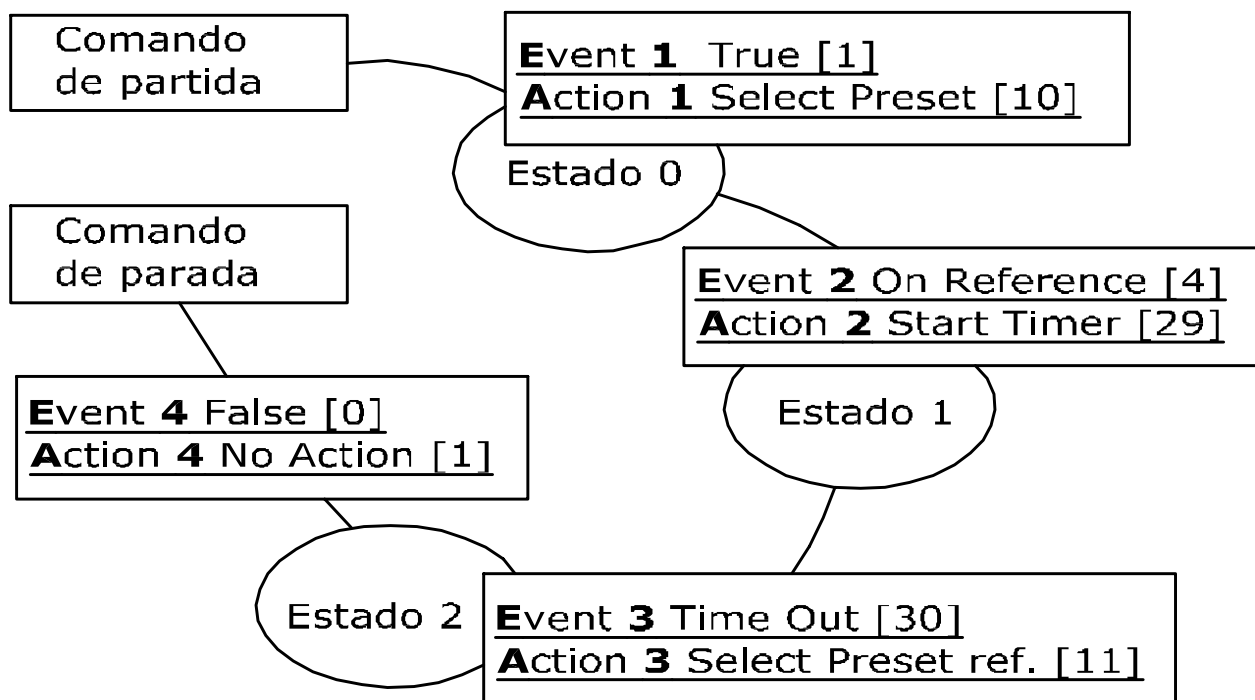 Comando
de partida
Event 1 True [1]
Action 1 Select Preset [10]
Estado 0
Comando
de parada
Event 2 On Reference [4]
Action 2 Start Timer [29]
Estado 1
Event 4 False [0]
Action 4 No Action [1]
Estado 2
Event 3 Time Out [30]
Action 3 Select Preset ref. [11]